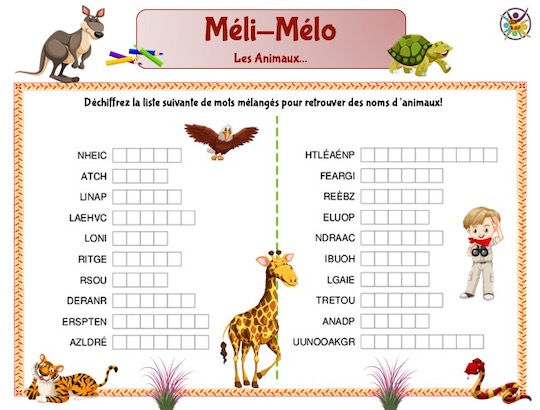 Méli-Mélo
Les Animaux...
Déchiffrez la liste suivante de mots mélangés pour retrouver des noms d'animaux!
NHEIC
ATCH
LINAP
LAEHVC
LONI
RITGE
RSOU
DERANR
ERSPTEN
AZLDRÉ
HTLÉAÉNP
FEARGI
REÉBZ
ELUOP
NDRAAC
IBUOH
LGAIE
TRETOU
ANADP
UUNOOAKGR